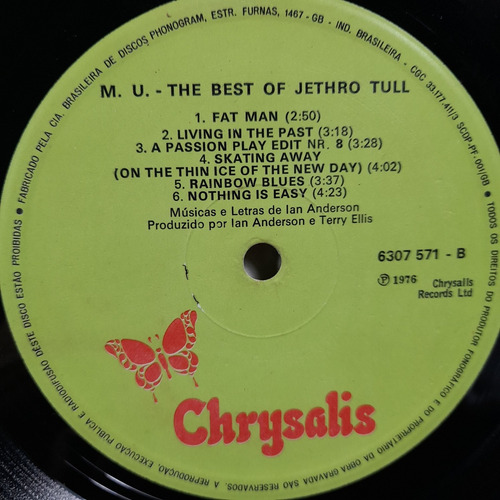 FABRICADO PELA CIA. BRASILEIRA DE DISCOS PHONOGRAM, ESTR. FURNAS, 1467 - GB - IND. BRASILEIRA - CGC 33.177.411/3 SCDP-PF 001/GB • TODOS OS DIREITOS DO PRODUTOR FONOGRÁFICO E DO PROPRIETÁRIO DA OBRA GRAVADA SÃO RESERVADOS. A REPRODUÇÃO, EXECUÇÃO PÚBLICA E RADIODIFUSÃO DESTE DISCO ESTÃO PROIBIDAS •
M. U. - THE BEST OF JETHRO TULL
1. FAT MAN (2:50)
2. LIVING IN THE PAST (3:18)
3. A PASSION PLAY EDIT NR. 8 (3:28)
4. SKATING AWAY
(ON THE THIN ICE OF THE NEW DAY) (4:02)
5. RAINBOW BLUES (3:37)
6. NOTHING IS EASY (4:23)
Músicas e Letras de Ian Anderson
Produzido por Ian Anderson e Terry Ellis
6307 571 - B
Ⓟ 1976 Chrysalis
Records Ltd
Chrysalis